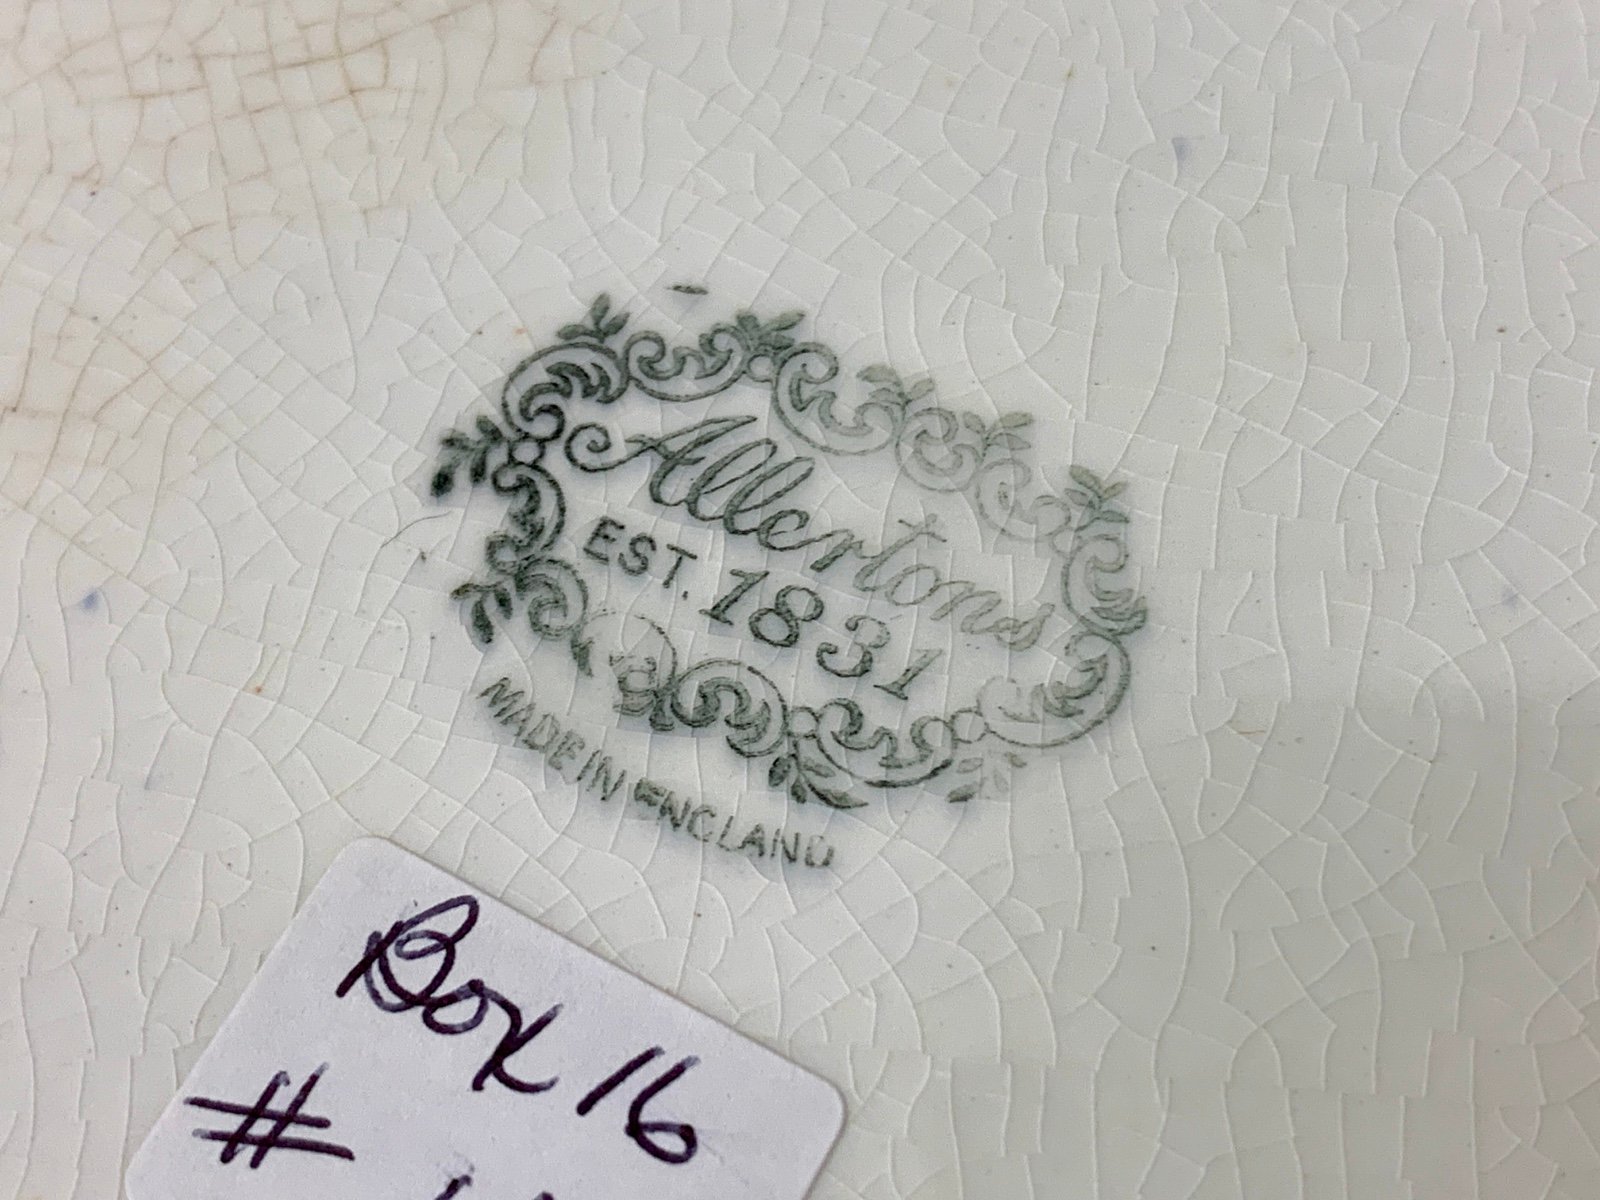 Allertons
EST. 1831
MADE IN ENGLAND
Box 16
#